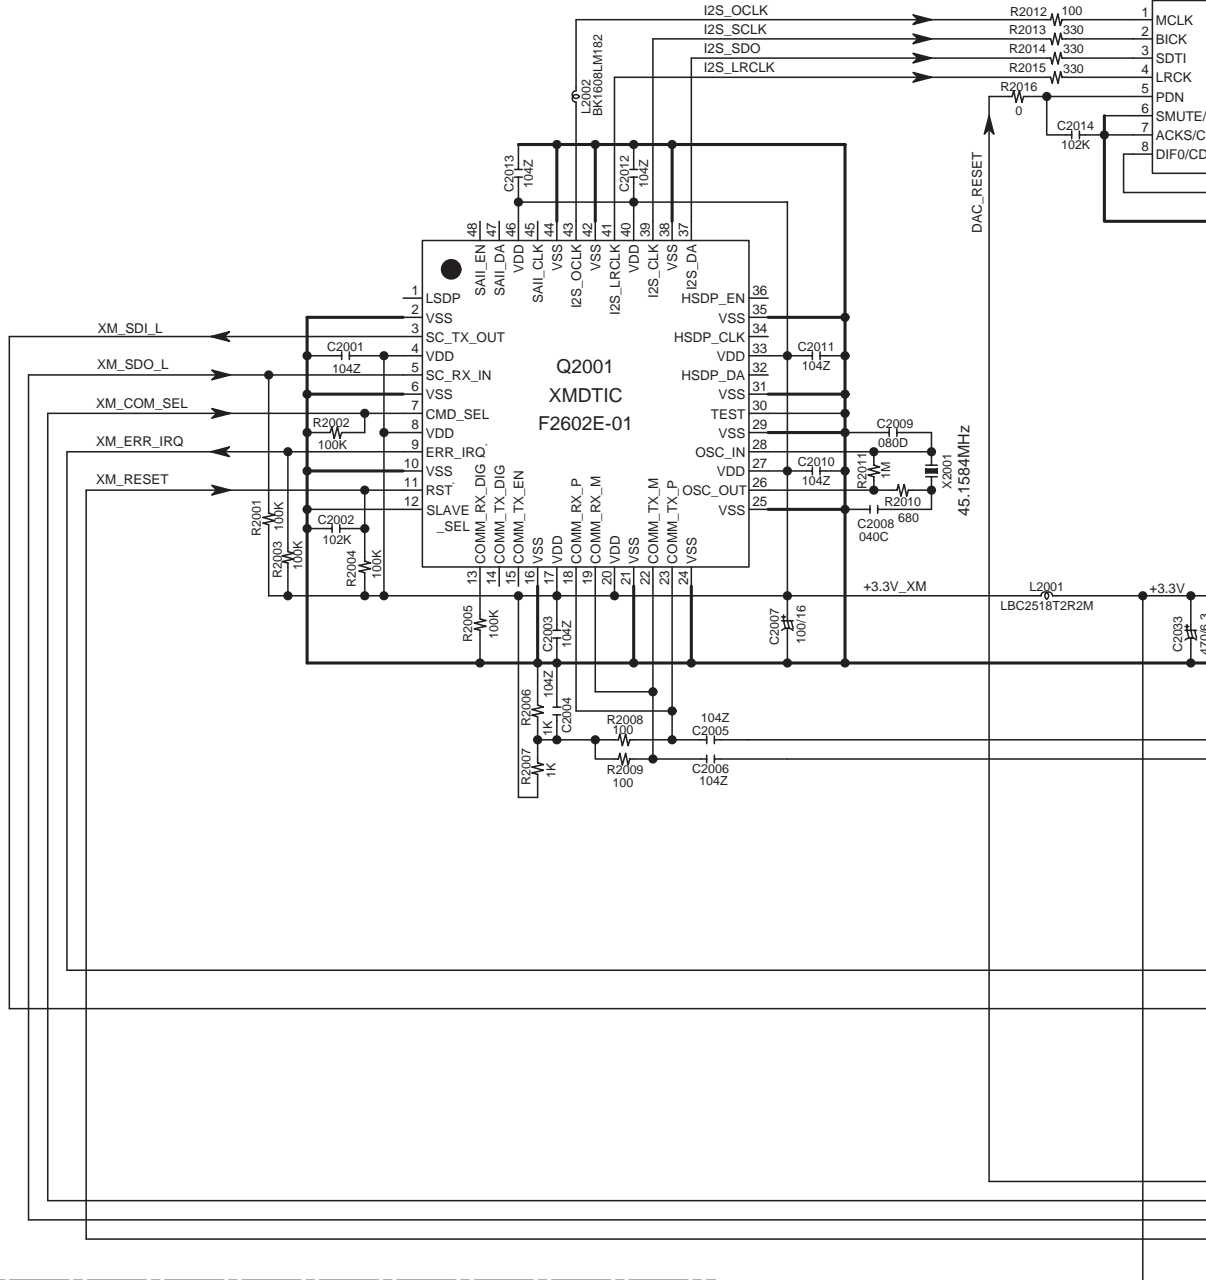 I2S_OCLK
I2S_SCLK
I2S_SDO
I2S_LRCLK
R2012 100
R2013 330
R2014 330
R2015 330
R2016
0
C2014
102K
1 MCLK
2 BICK
3 SDTI
4 LRCK
5 PDN
6 SMUTE/
7 ACKS/C
8 DIF0/CD
L2002
BK1608LM182
DAC_RESET
C2013
104Z
C2012
104Z
48 SAII_EN
47 SAII_DA
46 VDD
45 SAII_CLK
44 VSS
43 I2S_OCLK
42 VSS
41 I2S_LRCLK
40 VDD
39 I2S_CLK
38 VSS
37 I2S_DA
1 LSDP
2 VSS
3 SC_TX_OUT
4 VDD
5 SC_RX_IN
6 VSS
7 CMD_SEL
8 VDD
9 ERR_IRQ
10 VSS
11 RST
12 SLAVE
_SEL
Q2001
XMDTIC
F2602E-01
HSDP_EN 36
VSS 35
HSDP_CLK 34
VDD 33
HSDP_DA 32
VSS 31
TEST 30
VSS 29
OSC_IN 28
VDD 27
OSC_OUT 26
VSS 25
13 COMM_RX_DIG
14 COMM_TX_DIG
15 COMM_TX_EN
16 VSS
17 VDD
18 COMM_RX_P
19 COMM_RX_M
20 VDD
21 VSS
22 COMM_TX_M
23 COMM_TX_P
24 VSS
XM_SDI_L
XM_SDO_L
XM_COM_SEL
XM_ERR_IRQ
XM_RESET
C2001
104Z
R2002
100K
C2002
102K
R2001
100K
R2003
100K
R2004
100K
C2011
104Z
C2010
104Z
C2009
080D
R2011
1M
X2001
45.1584MHz
R2010
680
C2008
040C
+3.3V_XM
L2001
LBC2518T2R2M
+3.3V
C2007
100/16
C2033
R2005
100K
C2003
104Z
R2006
1K
104Z
C2004
R2007
1K
R2008
100
R2009
100
104Z
C2005
C2006
104Z